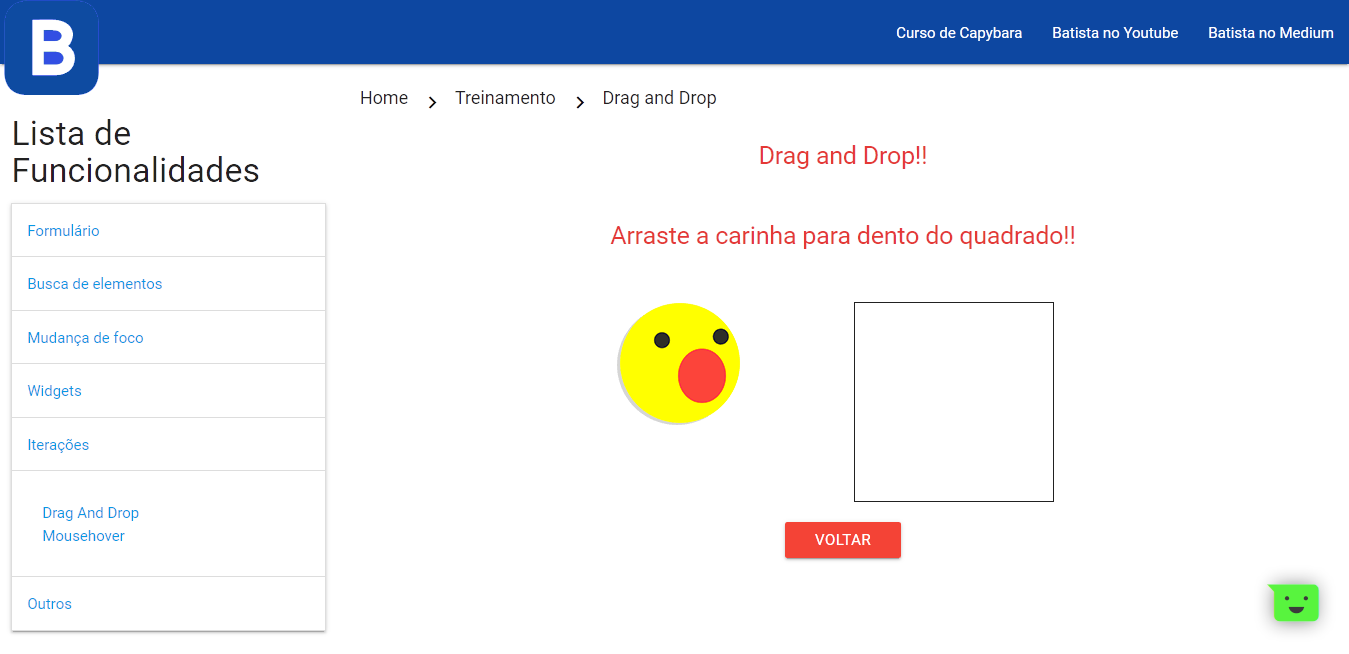 B
Curso de Capybara
Batista no Youtube
Batista no Medium
Home
Treinamento
Drag and Drop
Lista de
Funcionalidades
Formulário
Busca de elementos
Mudança de foco
Widgets
Iterações
Drag And Drop
Mousehover
Outros
Drag and Drop!!
Arraste a carinha para dento do quadrado!!
VOLTAR